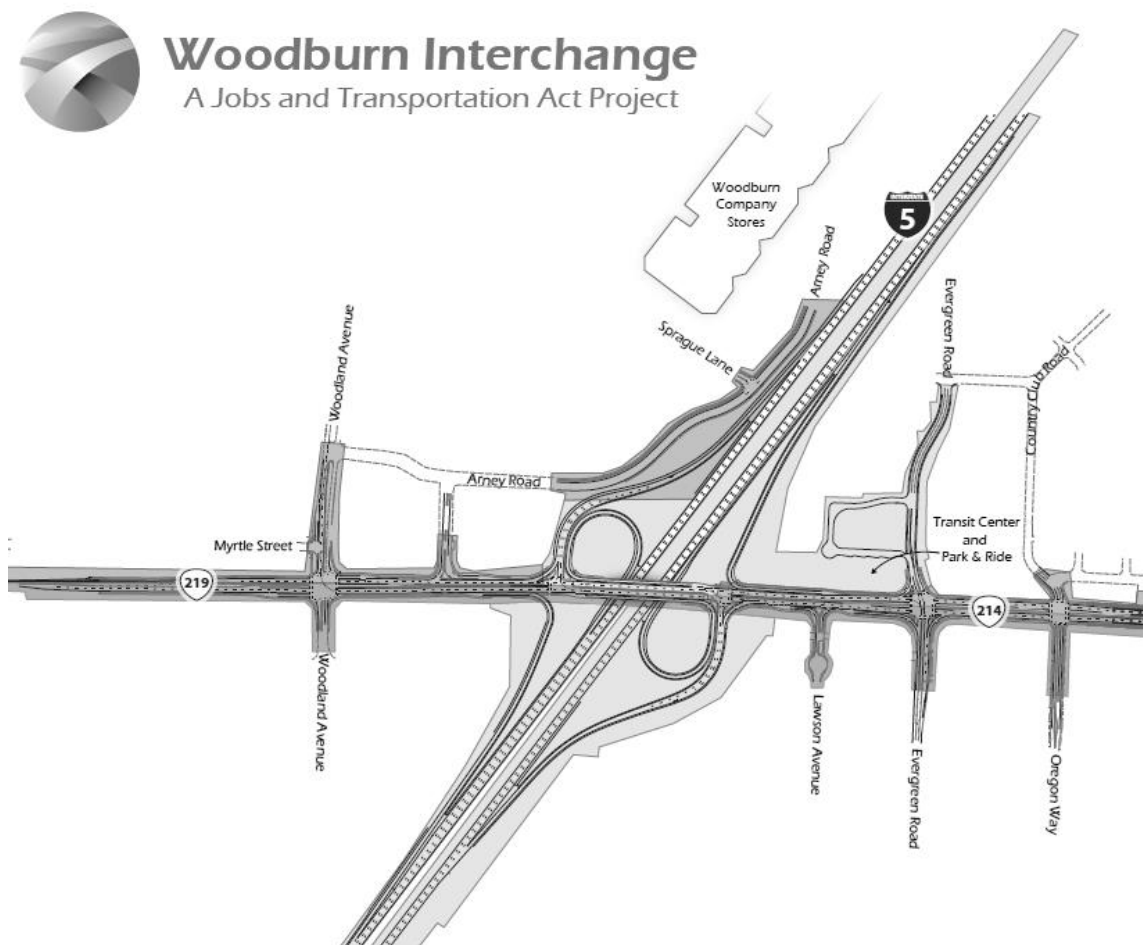 Woodburn Interchange
A Jobs and Transportation Act Project
Woodburn
Company
Stores
INTERSTATE
5
Arney Road
Sprague Lane
Evergreen Road
Country Club Road
Woodland Avenue
Arney Road
Myrtle Street
Transit Center
and
Park & Ride
219
214
Woodland Avenue
Lawson Avenue
Evergreen Road
Oregon Way